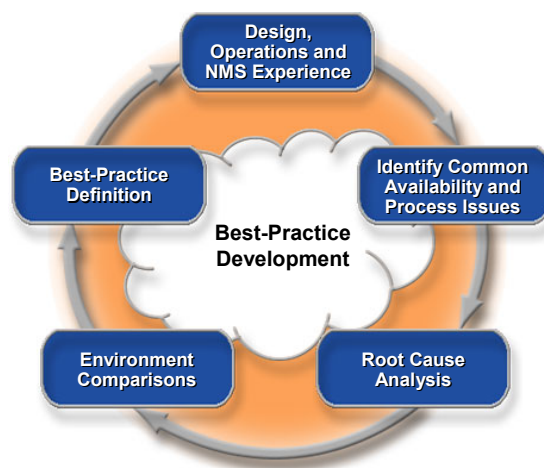 Design,
Operations and
NMS Experience
Best-Practice
Definition
Identify Common
Availability and
Process Issues
Best-Practice
Development
Environment
Comparisons
Root Cause
Analysis